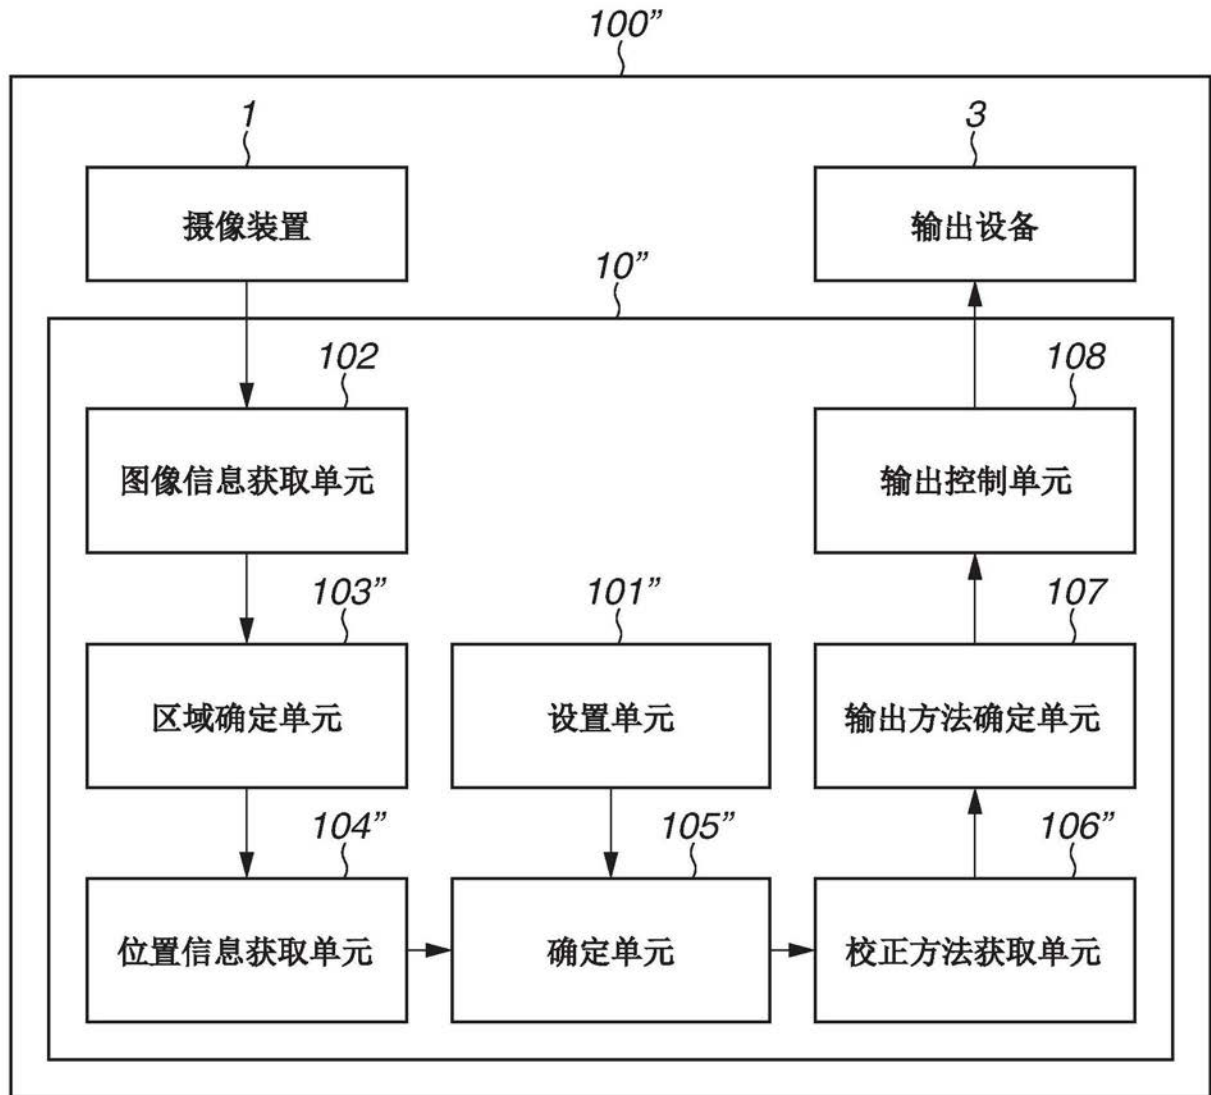 100”
1
3
摄像装置
输出设备
10”
102
108
图像信息获取单元
输出控制单元
103”
101”
107
区域确定单元
设置单元
输出方法确定单元
104”
105”
106”
位置信息获取单元
确定单元
校正方法获取单元